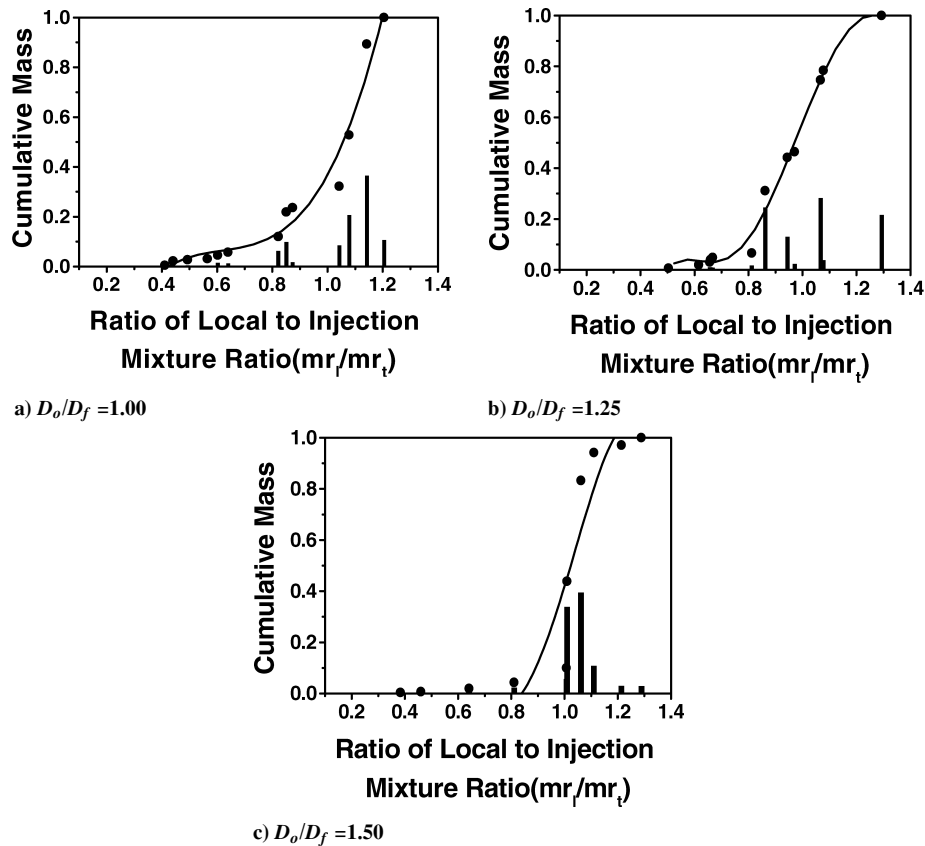 1.0
0.8
0.6
0.4
0.2
0.0
Cumulative Mass
0.2 0.4 0.6 0.8 1.0 1.2 1.4
Ratio of Local to Injection
Mixture Ratio(mr_l/mr_t)
a) D_o/D_f =1.00
1.0
0.8
0.6
0.4
0.2
0.0
Cumulative Mass
0.2 0.4 0.6 0.8 1.0 1.2 1.4
Ratio of Local to Injection
Mixture Ratio(mr_l/mr_t)
b) D_o/D_f =1.25
1.0
0.8
0.6
0.4
0.2
0.0
Cumulative Mass
0.2 0.4 0.6 0.8 1.0 1.2 1.4
Ratio of Local to Injection
Mixture Ratio(mr_l/mr_t)
c) D_o/D_f =1.50